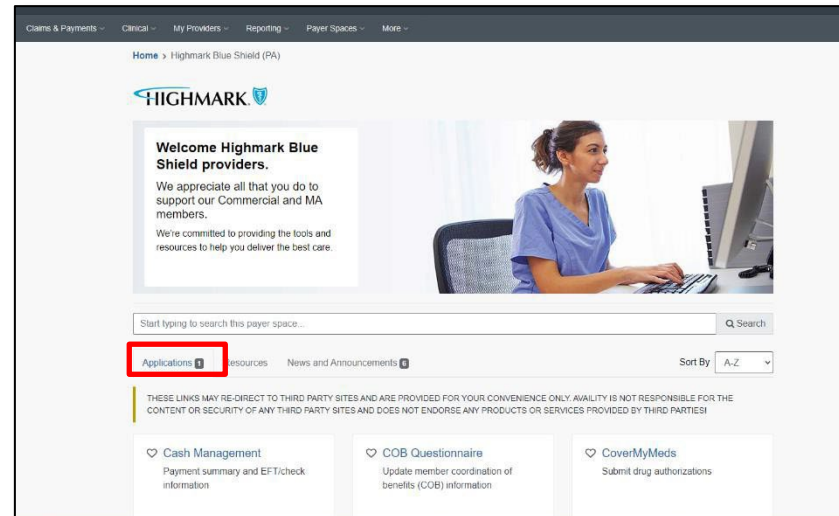 Claims & Payments Clinical My Providers Reporting Payer Spaces More
Home > Highmark Blue Shield (PA)
HIGHMARK.
Welcome Highmark Blue
Shield providers.
We appreciate all that you do to
support our Commercial and MA
members.
We're committed to providing the tools and
resources to help you deliver the best care.
Start typing to search this payer space...
Search
Applications 1 Resources News and Announcements 6 Sort By A-Z
THESE LINKS MAY RE-DIRECT TO THIRD PARTY SITES AND ARE PROVIDED FOR YOUR CONVENIENCE ONLY. AVAILITY IS NOT RESPONSIBLE FOR THE
CONTENT OR SECURITY OF ANY THIRD PARTY SITES AND DOES NOT ENDORSE ANY PRODUCTS OR SERVICES PROVIDED BY THIRD PARTIES!
Cash Management
Payment summary and EFT/check
information
COB Questionnaire
Update member coordination of
benefits (COB) information
CoverMyMeds
Submit drug authorizations